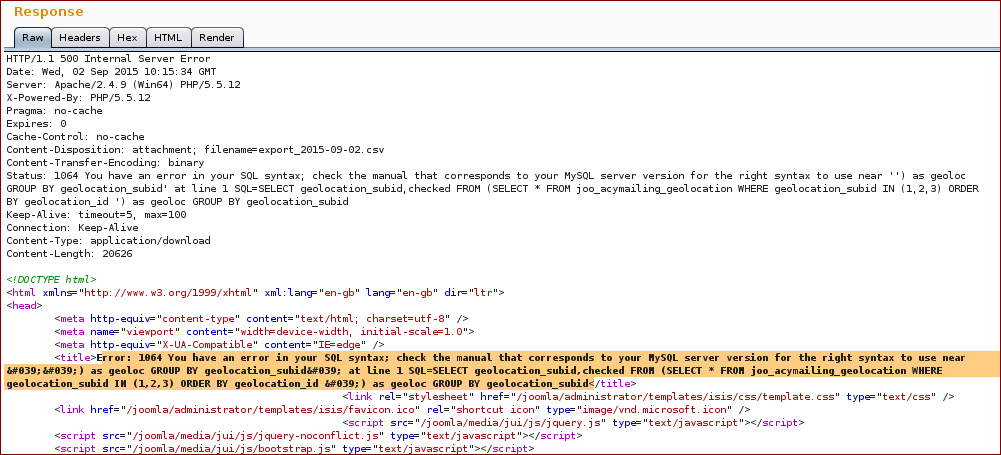 Response
Raw Headers Hex HTML Render
HTTP/1.1 500 Internal Server Error
Date: Wed, 02 Sep 2015 10:15:34 GMT
Server: Apache/2.4.9 (Win64) PHP/5.5.12
X-Powered-By: PHP/5.5.12
Pragma: no-cache
Expires: 0
Cache-Control: no-cache
Content-Disposition: attachment; filename=export_2015-09-02.csv
Content-Transfer-Encoding: binary
Status: 1064 You have an error in your SQL syntax; check the manual that corresponds to your MySQL server version for the right syntax to use near '') as geoloc
GROUP BY geolocation_subid' at line 1 SQL=SELECT geolocation_subid,checked FROM (SELECT * FROM joo_acymailing_geolocation WHERE geolocation_subid IN (1,2,3) ORDER
BY geolocation_id ') as geoloc GROUP BY geolocation_subid
Keep-Alive: timeout=5, max=100
Connection: Keep-Alive
Content-Type: application/download
Content-Length: 20626
<!DOCTYPE html>
<html xmlns="http://www.w3.org/1999/xhtml" xml:lang="en-gb" lang="en-gb" dir="ltr">
<head>
<meta http-equiv="content-type" content="text/html; charset=utf-8" />
<meta name="viewport" content="width=device-width, initial-scale=1.0">
<meta http-equiv="X-UA-Compatible" content="IE=edge" />
<title>Error: 1064 You have an error in your SQL syntax; check the manual that corresponds to your MySQL server version for the right syntax to use near
&#039;&#039;) as geoloc GROUP BY geolocation_subid&#039; at line 1 SQL=SELECT geolocation_subid,checked FROM (SELECT * FROM joo_acymailing_geolocation WHERE
geolocation_subid IN (1,2,3) ORDER BY geolocation_id &#039;) as geoloc GROUP BY geolocation_subid</title>
<link rel="stylesheet" href="/joomla/administrator/templates/isis/css/template.css" type="text/css" />
<link href="/joomla/administrator/templates/isis/favicon.ico" rel="shortcut icon" type="image/vnd.microsoft.icon" />
<script src="/joomla/media/jui/js/jquery.js" type="text/javascript"></script>
<script src="/joomla/media/jui/js/jquery-noconflict.js" type="text/javascript"></script>
<script src="/joomla/media/jui/js/bootstrap.js" type="text/javascript"></script>